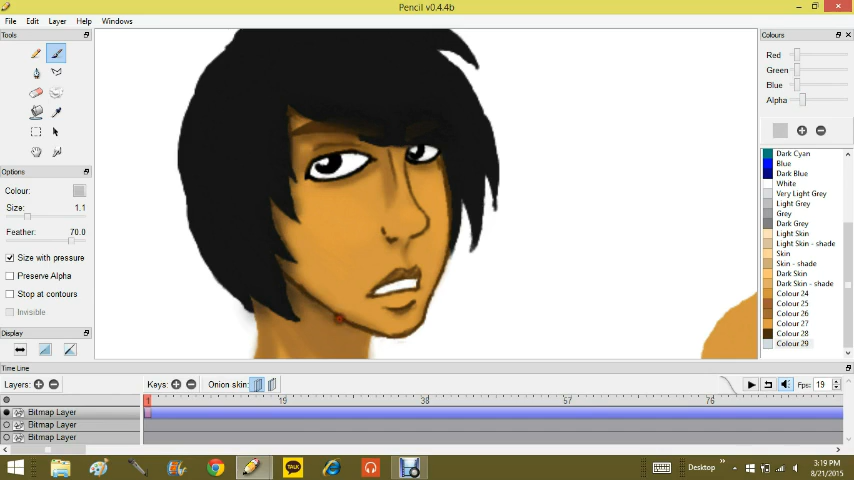 Pencil v0.4.4b
File Edit Layer Help Windows
Tools
Options
Colour:
Size: 1.1
Feather: 70.0
Size with pressure
Preserve Alpha
Stop at contours
Invisible
Display
Colours
Red
Green
Blue
Alpha
Dark Cyan
Blue
Dark Blue
White
Very Light Grey
Light Grey
Grey
Dark Grey
Light Skin
Light Skin - shade
Skin
Skin - shade
Dark Skin
Dark Skin - shade
Colour 24
Colour 25
Colour 26
Colour 27
Colour 28
Colour 29
Time Line
Layers: Keys: Onion skin: Fps: 19
1 19 38 57 76
Bitmap Layer
Bitmap Layer
Bitmap Layer
TALK
Desktop
3:19 PM
8/21/2015